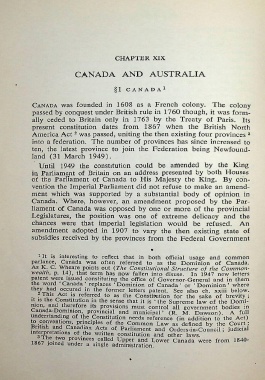 CHAPTER XIX
CANADA AND AUSTRALIA
§1 CANADA¹
CANADA was founded in 1608 as a French colony. The colony
passed by conquest under British rule in 1760 though, it was form-
ally ceded to Britain only in 1763 by the Treaty of Paris. Its
present constitution dates from 1867 when the British North
America Act² was passed, uniting the then existing four provinces³
into a federation. The number of provinces has since increased to
ten, the latest province to join the Federation being Newfound-
land (31 March 1949).
Until 1949 the constitution could be amended by the King
in Parliament of Britain on an address presented by both Houses
of the Parliament of Canada to His Majesty the King. By con-
vention the Imperial Parliament did not refuse to make an amend-
ment which was supported by a substantial body of opinion in
Canada. Where, however, an amendment proposed by the Par-
liament of Canada was opposed by one or more of the provincial
Legislatures, the position was one of extreme delicacy and the
chances were that imperial legislation would be refused. An
amendment adopted in 1907 to vary the then existing state of
subsidies received by the provinces from the Federal Government
¹ It is interesting to reflect that in both official usage and common
parlance, Canada was often referred to as the Dominion of Canada.
As K. C. Wheare points out (The Constitutional Structure of the Common-
wealth, p. 14), that term has now fallen into disuse. In 1947 new letters
patent were issued constituting the office of Governor-General and in them
the word 'Canada' replaces 'Dominion of Canada' or 'Dominion' where
they had occurred in the former letters patent. See also ch. xxxii below.
² This Act is referred to as the Constitution for the sake of brevity;
it is the Constitution in the sense that it is 'the Supreme law of the Domi-
nion, and therefore its provisions must control all government bodies in
Canada (Dominion, provincial and municipal)' (R. M. Dawson). A full
understanding of the Constitution needs reference (in addition to the Act)
to conventions, principles of the Common Law as defined by the Court;
British and Canadian Acts of Parliament and Orders-in-Council; judicial
interpretations of the written constitution and other laws.
³ The two provinces called Upper and Lower Canada were from 1840-
1867 joined under a single administration.